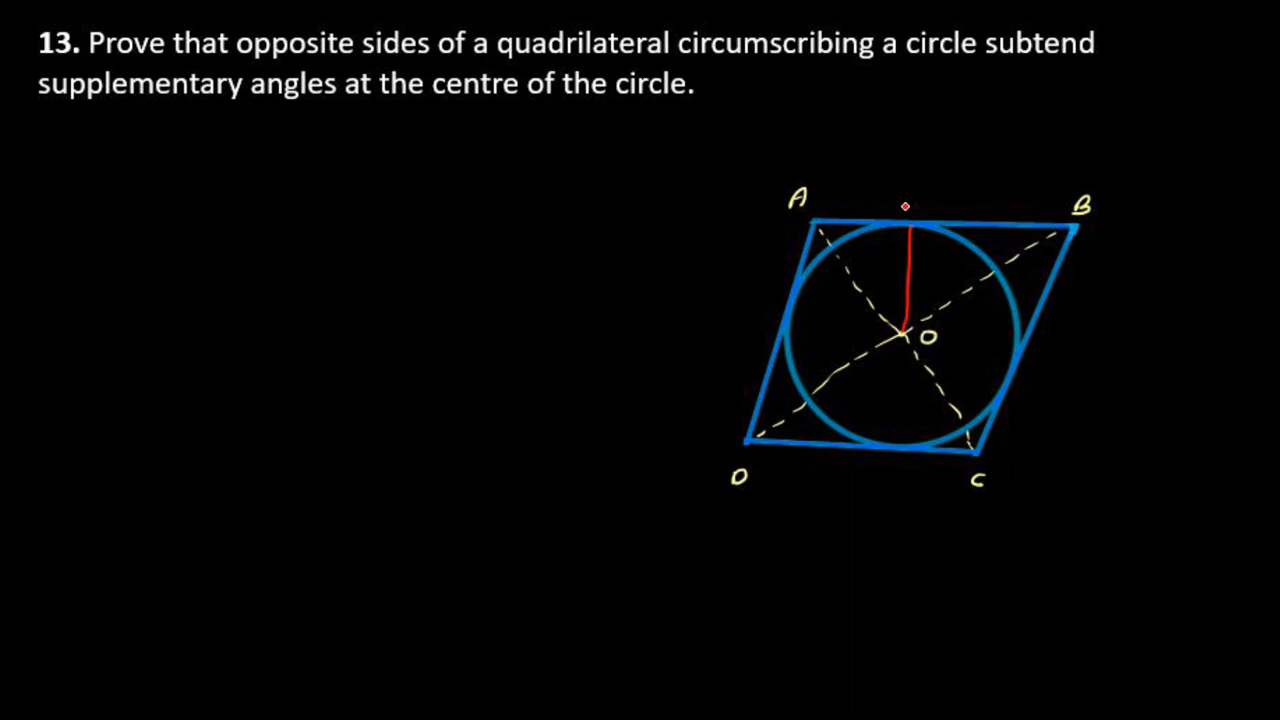 13. Prove that opposite sides of a quadrilateral circumscribing a circle subtend
supplementary angles at the centre of the circle.
A
B
O
D
C